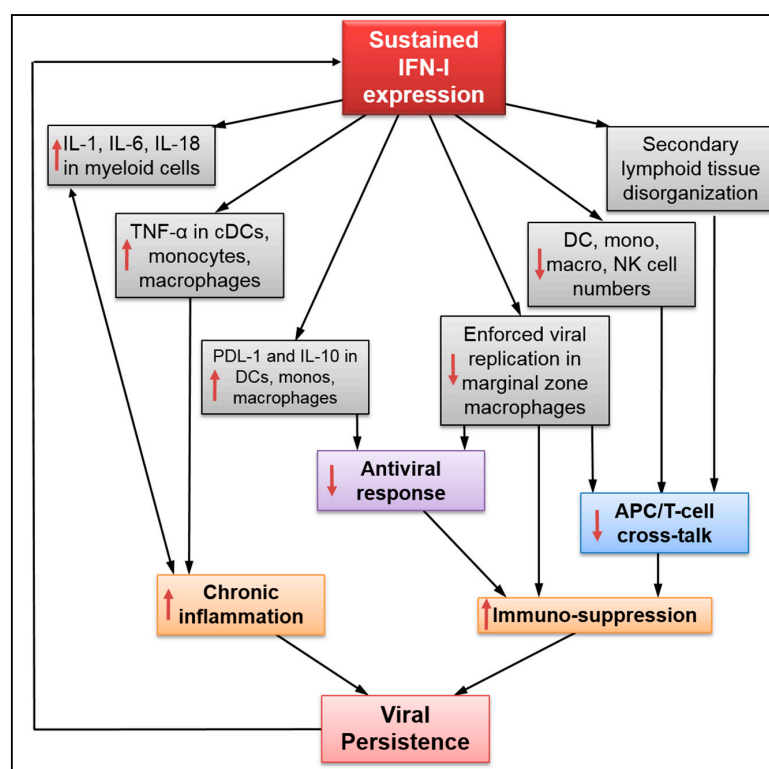 Sustained
IFN-I
expression
IL-1, IL-6, IL-18
in myeloid cells
Secondary
lymphoid tissue
disorganization
TNF-α in cDCs,
monocytes,
macrophages
DC, mono,
macro, NK cell
numbers
PDL-1 and IL-10 in
DCs, monos,
macrophages
Enforced viral
replication in
marginal zone
macrophages
Antiviral
response
APC/T-cell
cross-talk
Chronic
inflammation
Immuno-suppression
Viral
Persistence